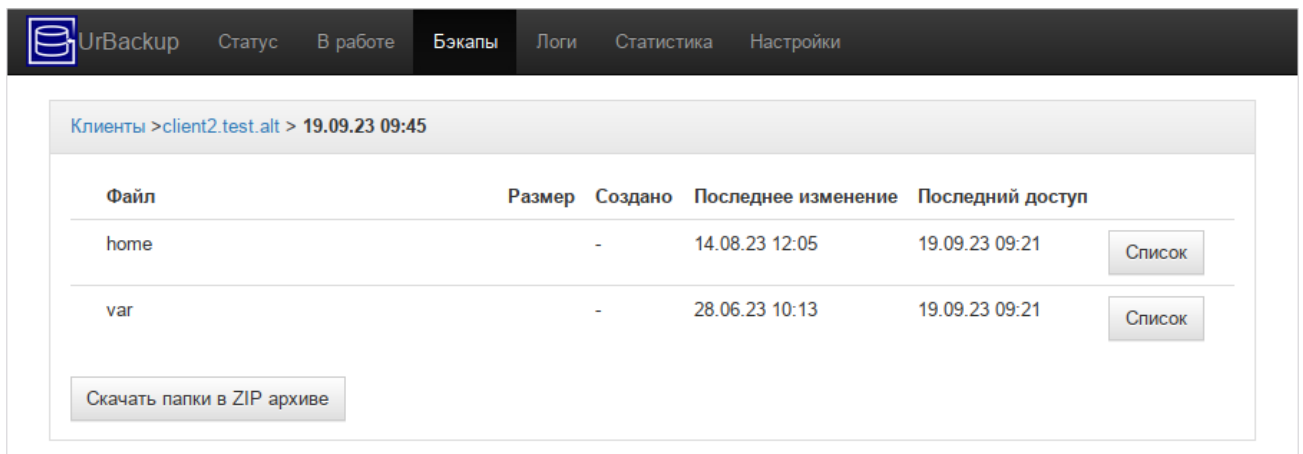 UrBackup Статус В работе Бэкапы Логи Статистика Настройки
Клиенты >client2.test.alt > 19.09.23 09:45
Файл Размер Создано Последнее изменение Последний доступ
home - 14.08.23 12:05 19.09.23 09:21 Список
var - 28.06.23 10:13 19.09.23 09:21 Список
Скачать папки в ZIP архиве